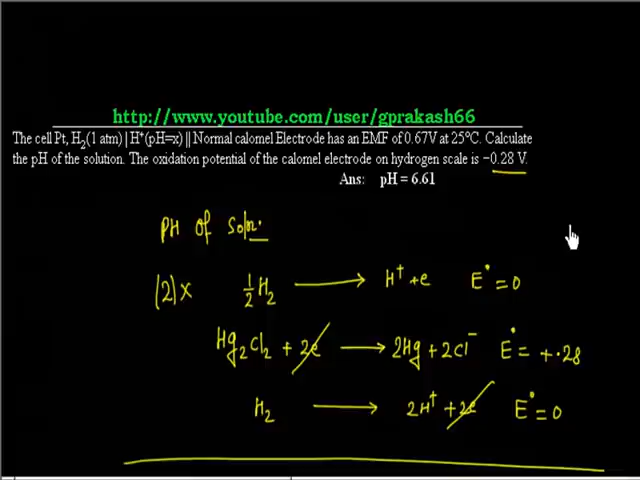 http://www.youtube.com/user/gprakash66
The cell Pt, H₂(1 atm) | H⁺(pH=x) || Normal calomel Electrode has an EMF of 0.67V at 25°C. Calculate
the pH of the solution. The oxidation potential of the calomel electrode on hydrogen scale is −0.28 V.
Ans: pH = 6.61
PH of Soln.
(2)x ½H₂ → H⁺ + e E° = 0
Hg₂Cl₂ + 2e → 2Hg + 2Cl⁻ E° = +.28
H₂ → 2H⁺ + 2e E° = 0